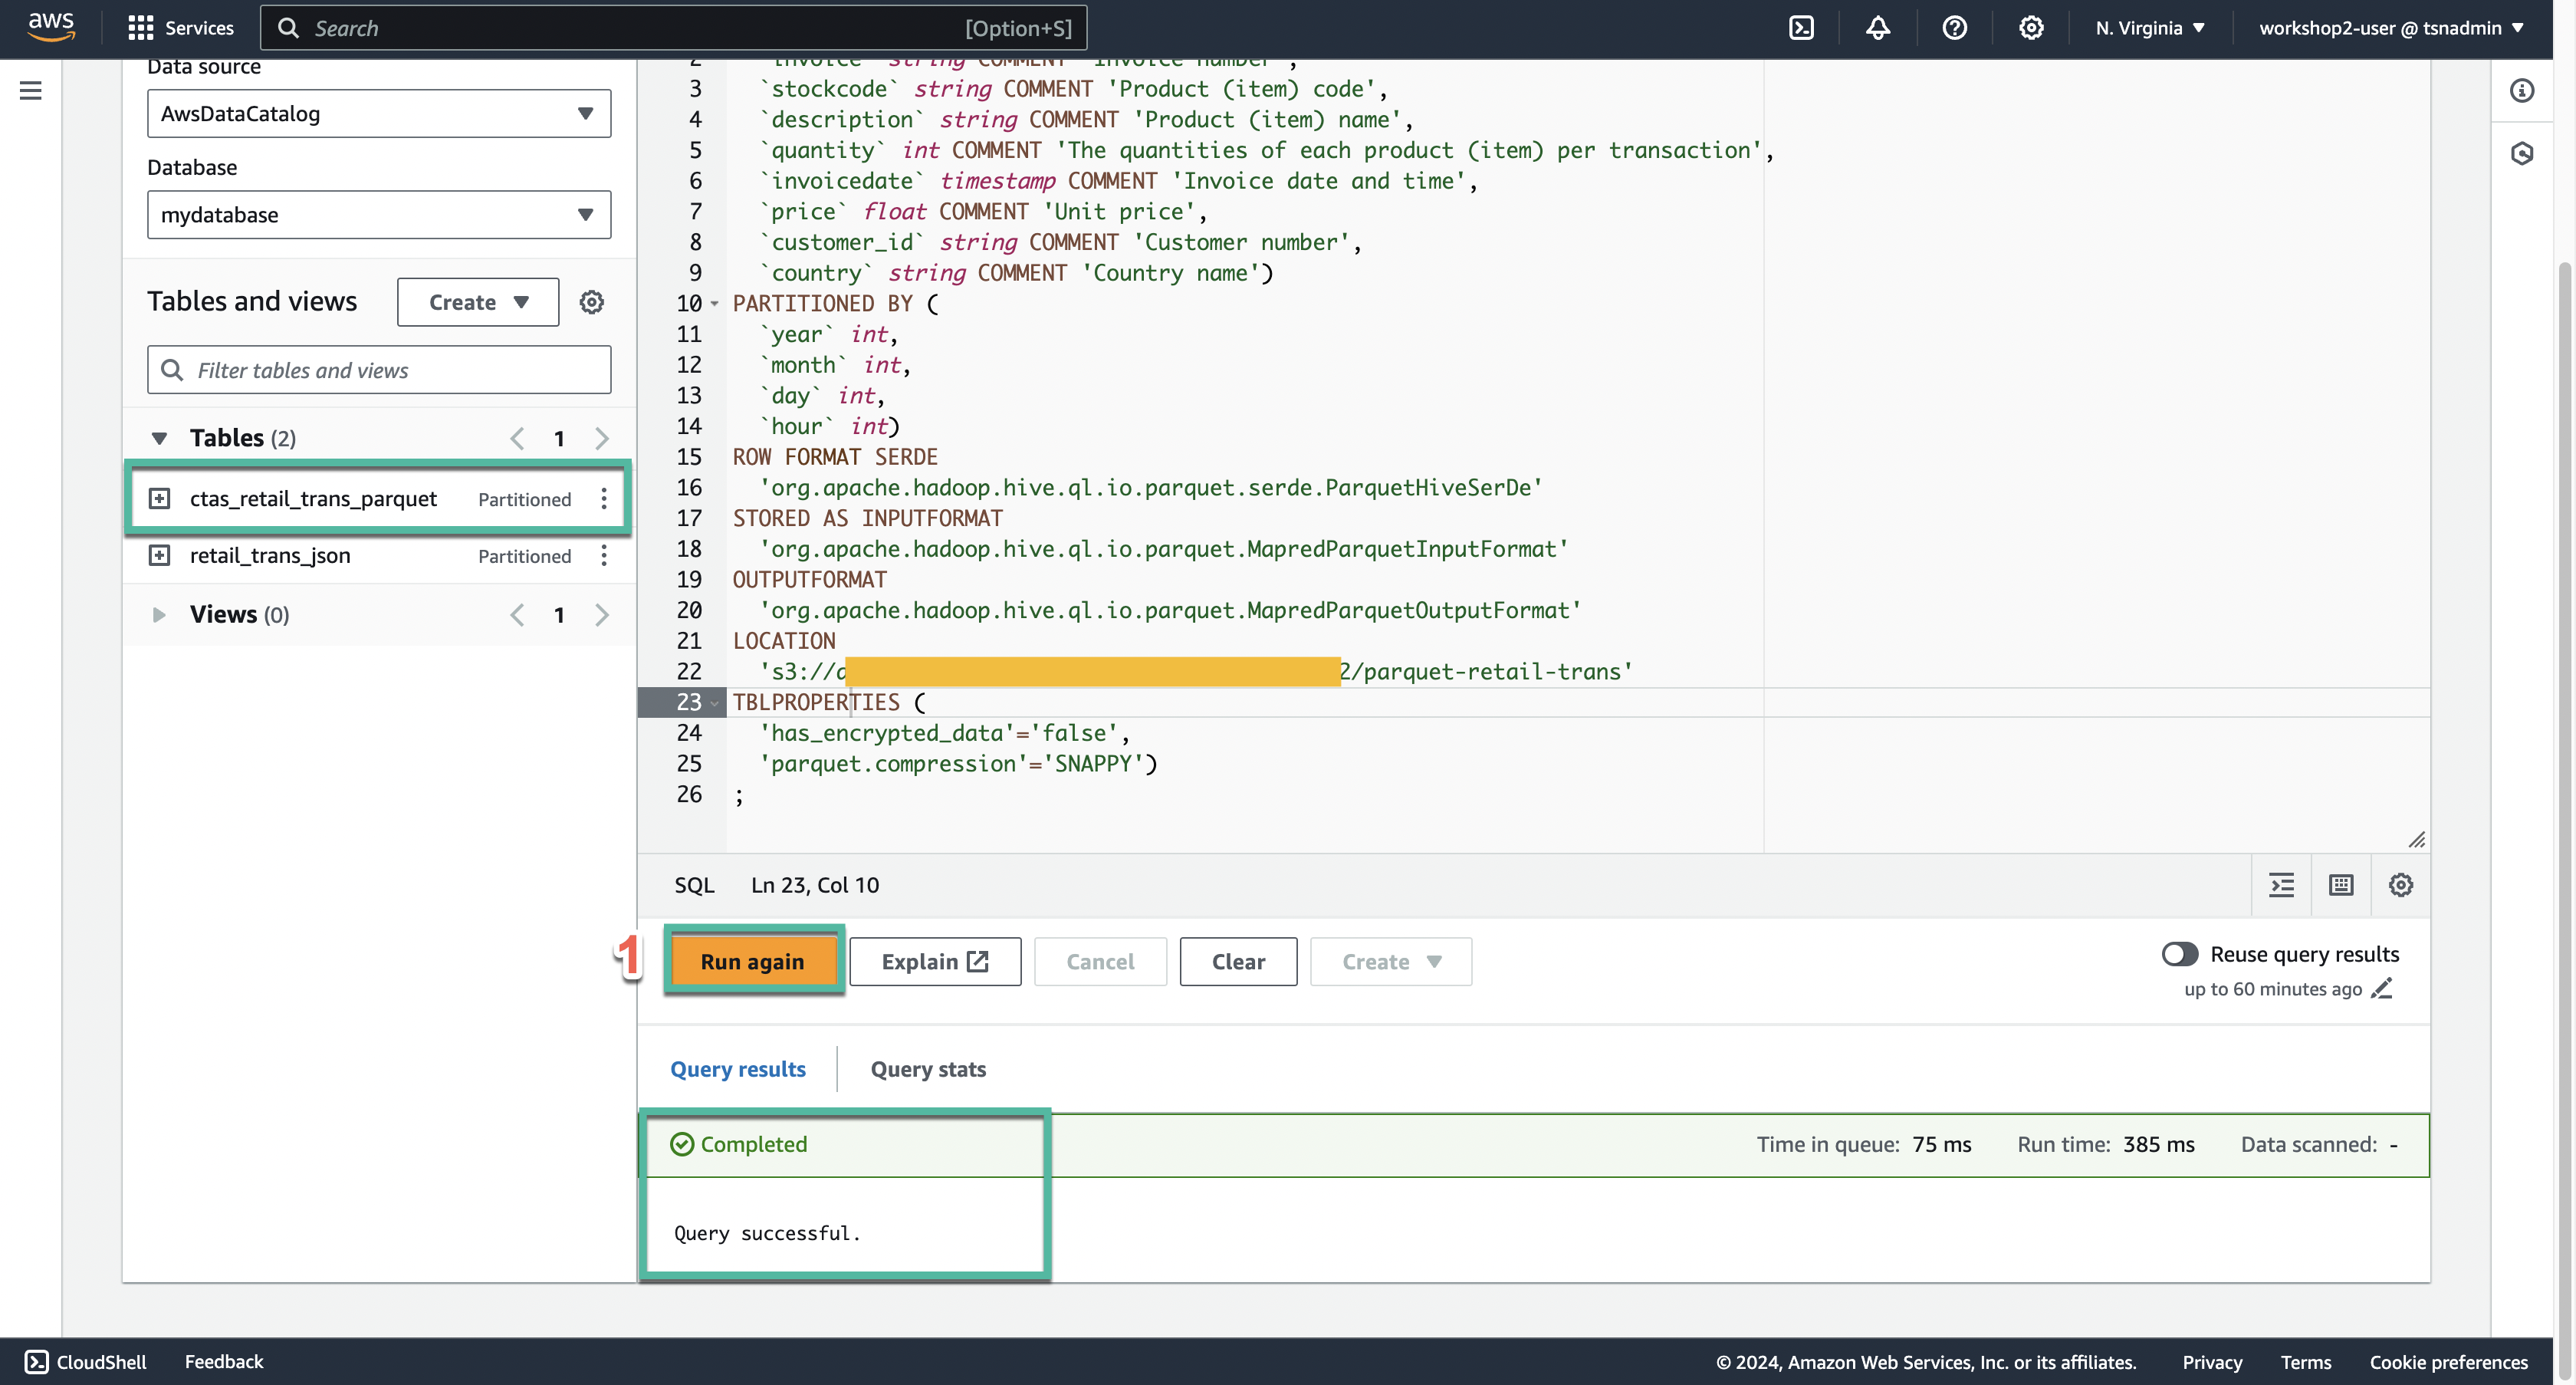 aws
Services
Search
[Option+S]
N. Virginia
workshop2-user @ tsnadmin
Data source
AwsDataCatalog
Database
mydatabase
Tables and views
Create
Filter tables and views
Tables (2)
1
ctas_retail_trans_parquet
Partitioned
retail_trans_json
Partitioned
Views (0)
1
2 `invoice` string COMMENT 'Invoice number',
3 `stockcode` string COMMENT 'Product (item) code',
4 `description` string COMMENT 'Product (item) name',
5 `quantity` int COMMENT 'The quantities of each product (item) per transaction',
6 `invoicedate` timestamp COMMENT 'Invoice date and time',
7 `price` float COMMENT 'Unit price',
8 `customer_id` string COMMENT 'Customer number',
9 `country` string COMMENT 'Country name')
10 PARTITIONED BY (
11 `year` int,
12 `month` int,
13 `day` int,
14 `hour` int)
15 ROW FORMAT SERDE
16 'org.apache.hadoop.hive.ql.io.parquet.serde.ParquetHiveSerDe'
17 STORED AS INPUTFORMAT
18 'org.apache.hadoop.hive.ql.io.parquet.MapredParquetInputFormat'
19 OUTPUTFORMAT
20 'org.apache.hadoop.hive.ql.io.parquet.MapredParquetOutputFormat'
21 LOCATION
22 's3:// 2/parquet-retail-trans'
23 TBLPROPERTIES (
24 'has_encrypted_data'='false',
25 'parquet.compression'='SNAPPY')
26 ;
SQL
Ln 23, Col 10
1
Run again
Explain
Cancel
Clear
Create
Reuse query results
up to 60 minutes ago
Query results
Query stats
Completed
Time in queue: 75 ms
Run time: 385 ms
Data scanned: -
Query successful.
CloudShell
Feedback
© 2024, Amazon Web Services, Inc. or its affiliates.
Privacy
Terms
Cookie preferences